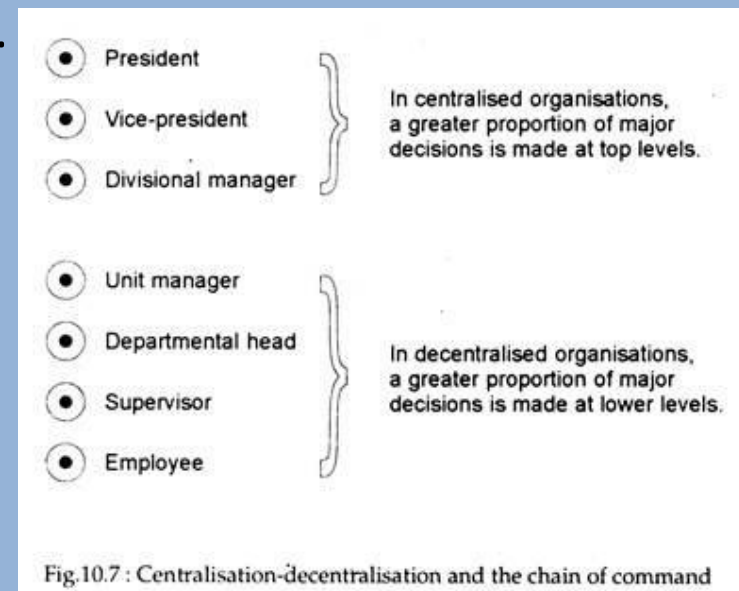 President
Vice-president
Divisional manager
In centralised organisations,
a greater proportion of major
decisions is made at top levels.
Unit manager
Departmental head
Supervisor
Employee
In decentralised organisations,
a greater proportion of major
decisions is made at lower levels.
Fig.10.7 : Centralisation-decentralisation and the chain of command